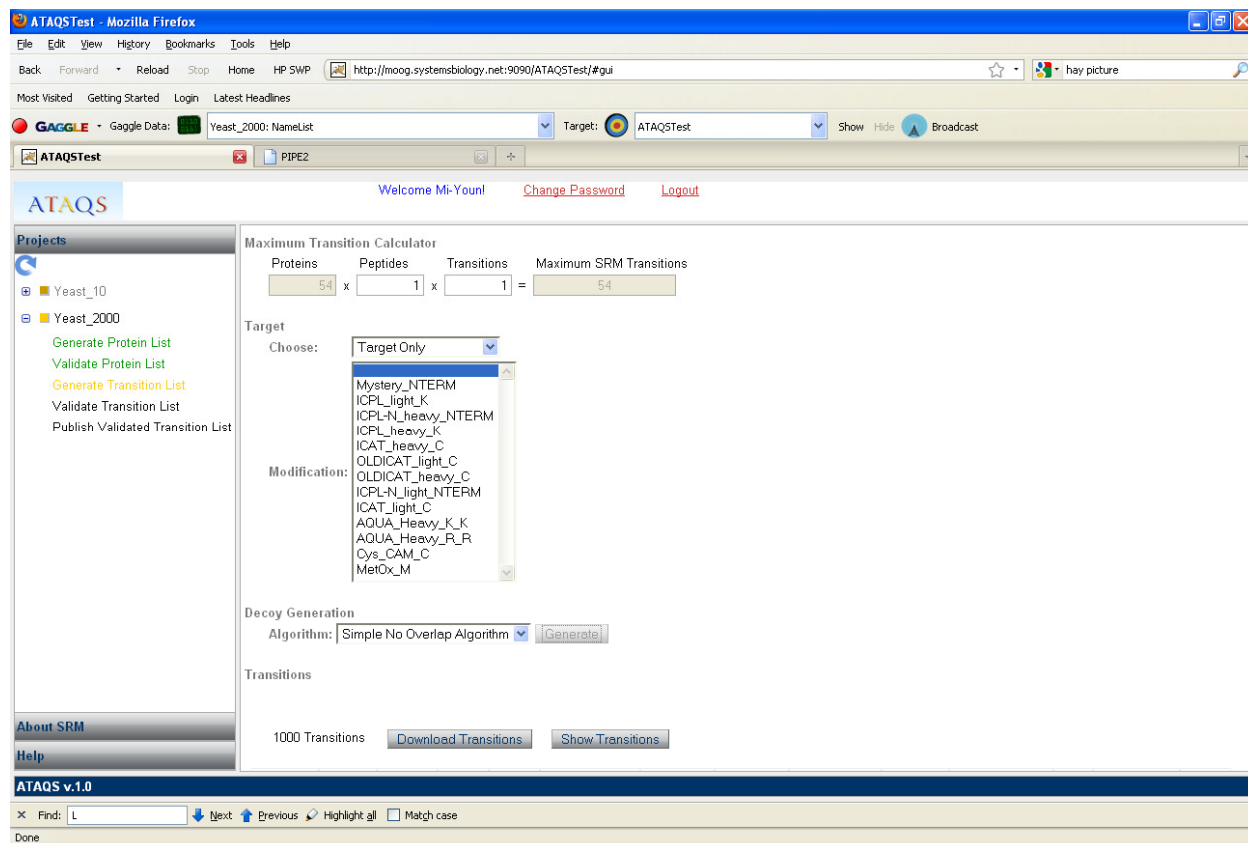 ATAQSTest - Mozilla Firefox
File Edit View History Bookmarks Tools Help
Back Forward Reload Stop Home HP SWP http://moog.systemsbiology.net:9090/ATAQSTest/#gui hay picture
Most Visited Getting Started Login Latest Headlines
GAGGLE Gaggle Data: Yeast_2000: NameList Target: ATAQSTest Show Hide Broadcast
ATAQSTest PIPE2
ATAQS Welcome Mi-Youn! Change Password Logout
Projects
Yeast_10
Yeast_2000
Generate Protein List
Validate Protein List
Generate Transition List
Validate Transition List
Publish Validated Transition List
About SRM
Help
Maximum Transition Calculator
Proteins Peptides Transitions Maximum SRM Transitions
54 x 1 x 1 = 54
Target
Choose: Target Only
Modification:
Mystery_NTERM
ICPL_light_K
ICPL-N_heavy_NTERM
ICPL_heavy_K
ICAT_heavy_C
OLDICAT_light_C
OLDICAT_heavy_C
ICPL-N_light_NTERM
ICAT_light_C
AQUA_Heavy_K_K
AQUA_Heavy_R_R
Cys_CAM_C
MetOx_M
Decoy Generation
Algorithm: Simple No Overlap Algorithm Generate
Transitions
1000 Transitions Download Transitions Show Transitions
ATAQS v.1.0
Find: L Next Previous Highlight all Match case
Done